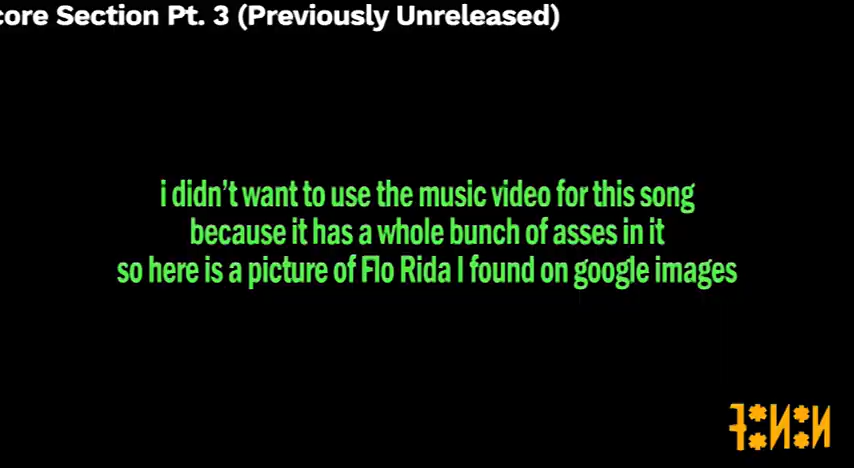 core Section Pt. 3 (Previously Unreleased)
i didn't want to use the music video for this song
because it has a whole bunch of asses in it
so here is a picture of Flo Rida I found on google images